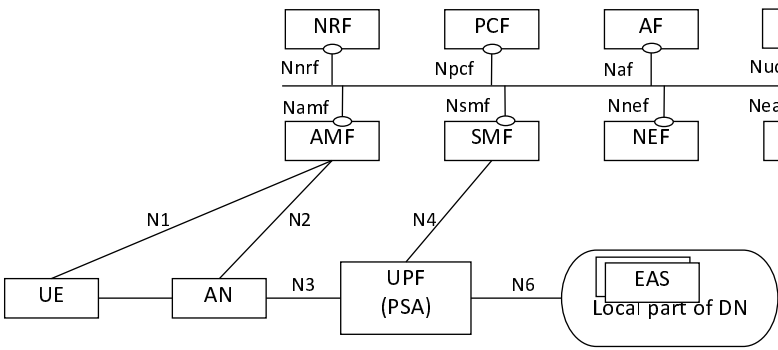 NRF
PCF
AF
Nnrf
Npcf
Naf
Namf
Nsmf
Nnef
AMF
SMF
NEF
N1
N2
N4
UE
AN
N3
UPF
(PSA)
N6
EAS
Local part of DN